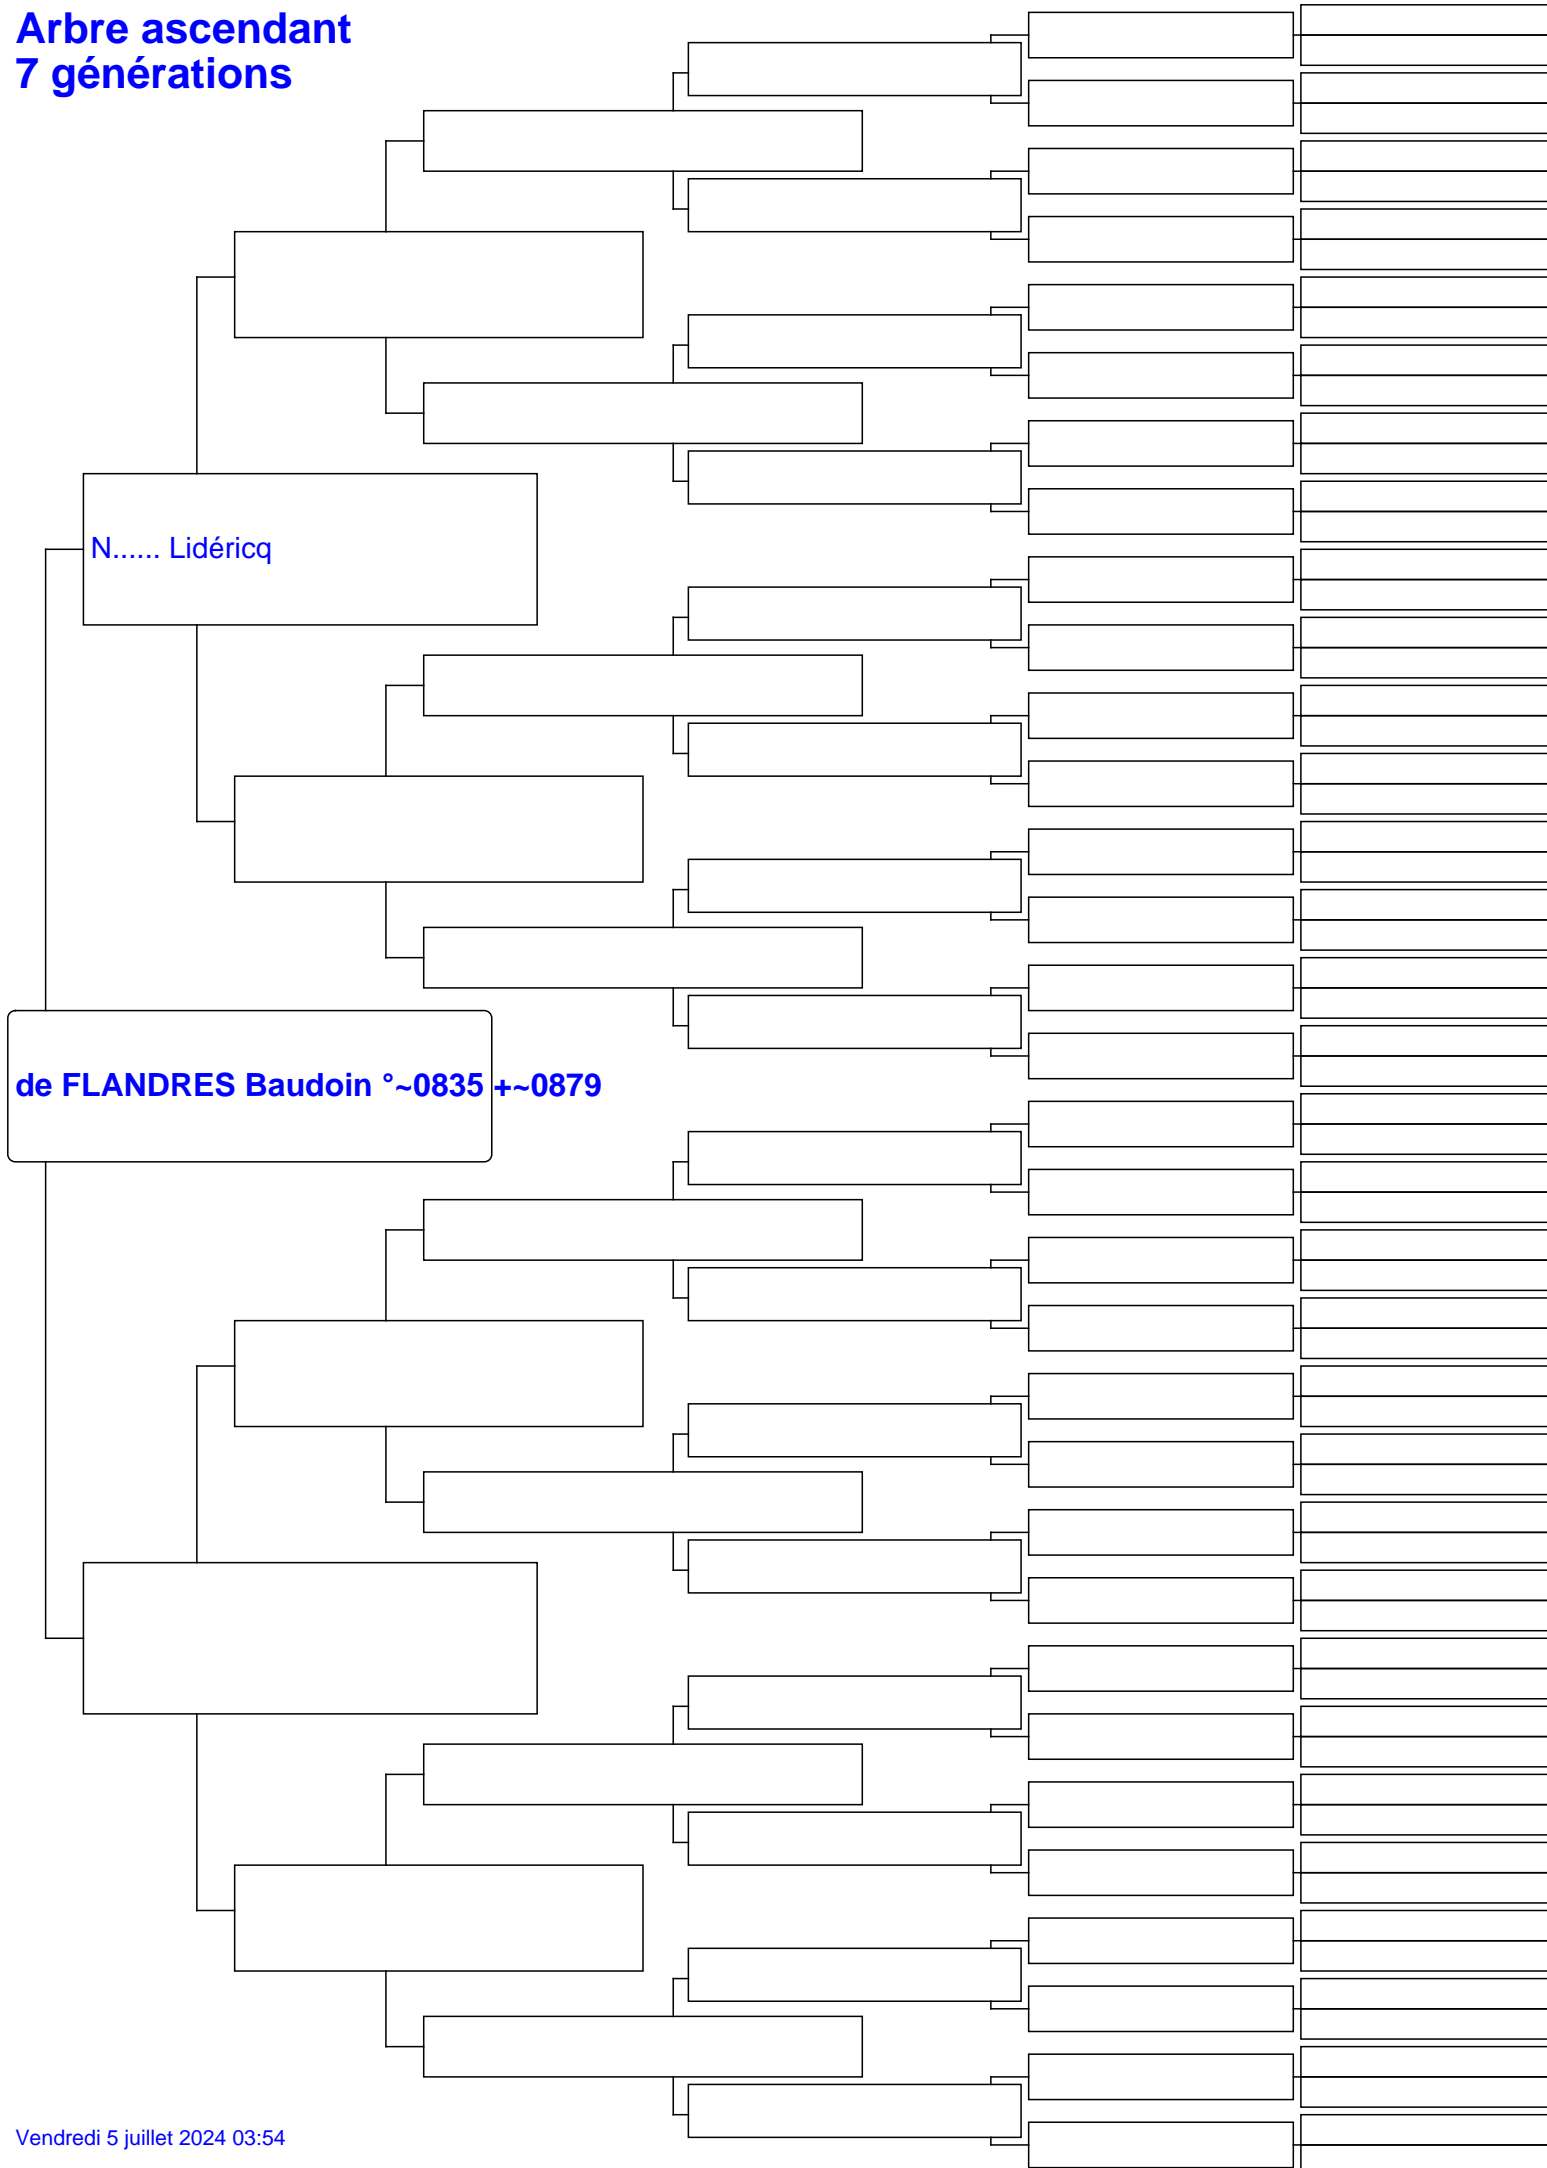 Arbre ascendant
7 générations
N...... Lidéricq
de FLANDRES Baudoin °~0835 +~0879
Vendredi 5 juillet 2024 03:54